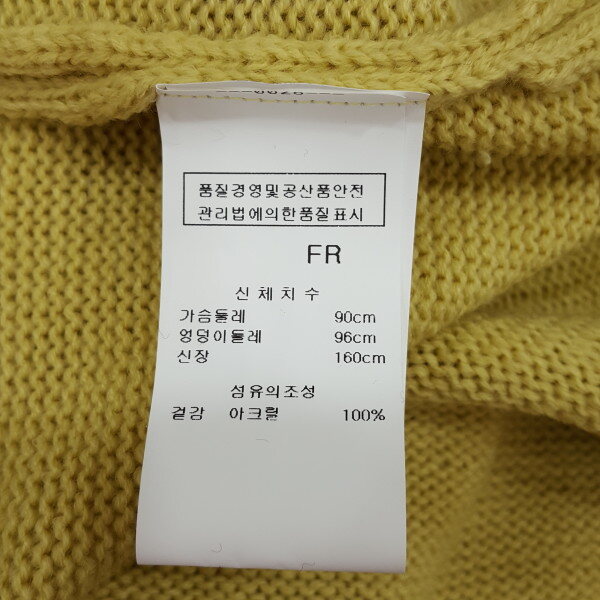 품질경영및공산품안전
관리법에의한품질표시
FR
신체치수
가슴둘레 90cm
엉덩이둘레 96cm
신장 160cm
섬유의조성
겉감 아크릴 100%